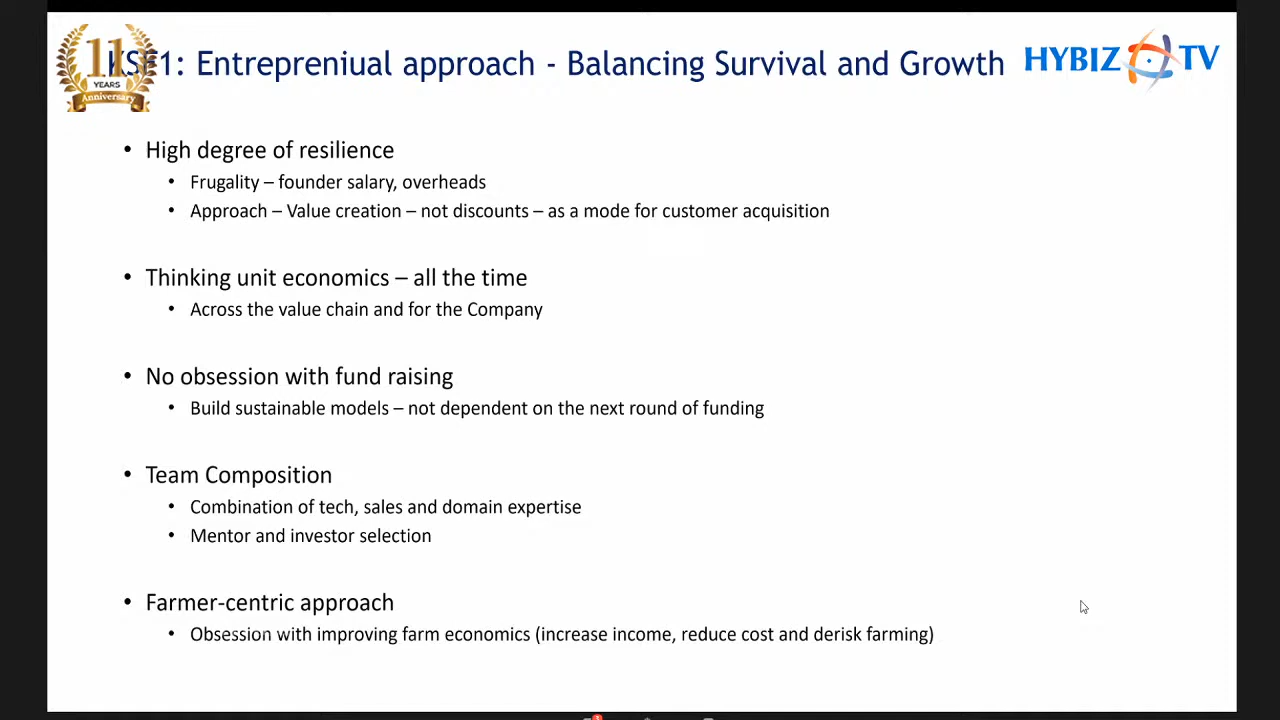 11
YEARS
Anniversary
KSF1: Entrepreniual approach - Balancing Survival and Growth
HYBIZ TV
• High degree of resilience
• Frugality – founder salary, overheads
• Approach – Value creation – not discounts – as a mode for customer acquisition
• Thinking unit economics – all the time
• Across the value chain and for the Company
• No obsession with fund raising
• Build sustainable models – not dependent on the next round of funding
• Team Composition
• Combination of tech, sales and domain expertise
• Mentor and investor selection
• Farmer-centric approach
• Obsession with improving farm economics (increase income, reduce cost and derisk farming)